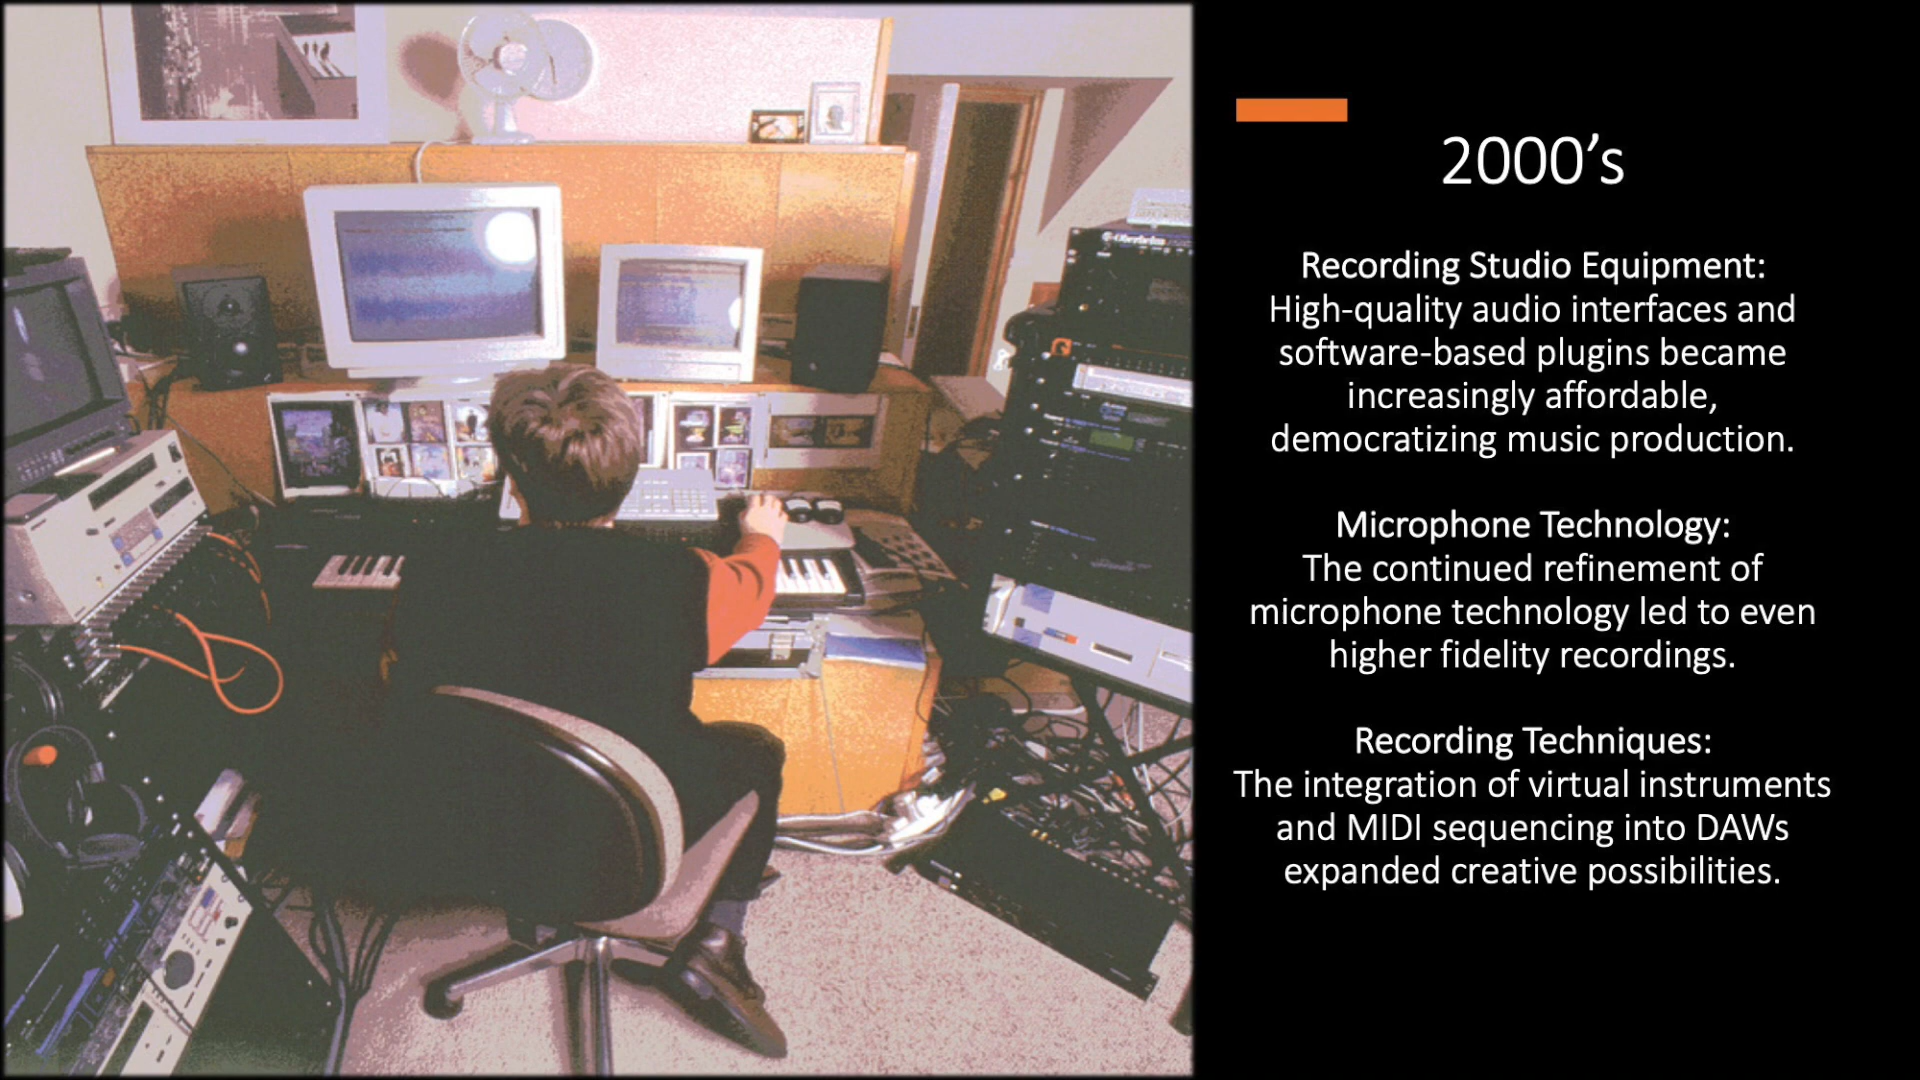 Oberheim
2000’s
Recording Studio Equipment:
High-quality audio interfaces and
software-based plugins became
increasingly affordable,
democratizing music production.
Microphone Technology:
The continued refinement of
microphone technology led to even
higher fidelity recordings.
Recording Techniques:
The integration of virtual instruments
and MIDI sequencing into DAWs
expanded creative possibilities.